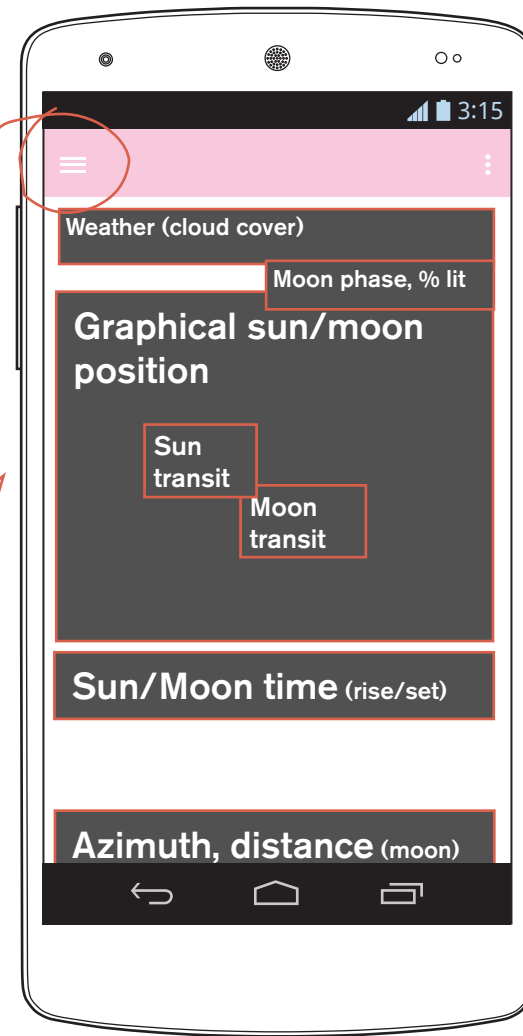 3:15
Weather (cloud cover)
Moon phase, % lit
Graphical sun/moon
position
Sun
transit
Moon
transit
Sun/Moon time (rise/set)
Azimuth, distance (moon)